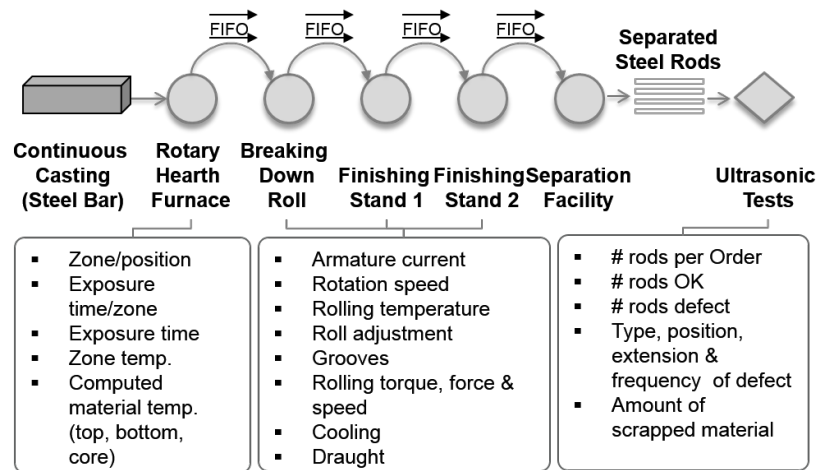 FIFO
FIFO
FIFO
FIFO
Separated
Steel Rods
Continuous
Casting
(Steel Bar)
Rotary
Hearth
Furnace
Breaking
Down
Roll
Finishing
Stand 1
Finishing
Stand 2
Separation
Facility
Ultrasonic
Tests
▪ Zone/position
▪ Exposure
time/zone
▪ Exposure time
▪ Zone temp.
▪ Computed
material temp.
(top, bottom,
core)
▪ Armature current
▪ Rotation speed
▪ Rolling temperature
▪ Roll adjustment
▪ Grooves
▪ Rolling torque, force &
speed
▪ Cooling
▪ Draught
▪ # rods per Order
▪ # rods OK
▪ # rods defect
▪ Type, position,
extension &
frequency of defect
▪ Amount of
scrapped material